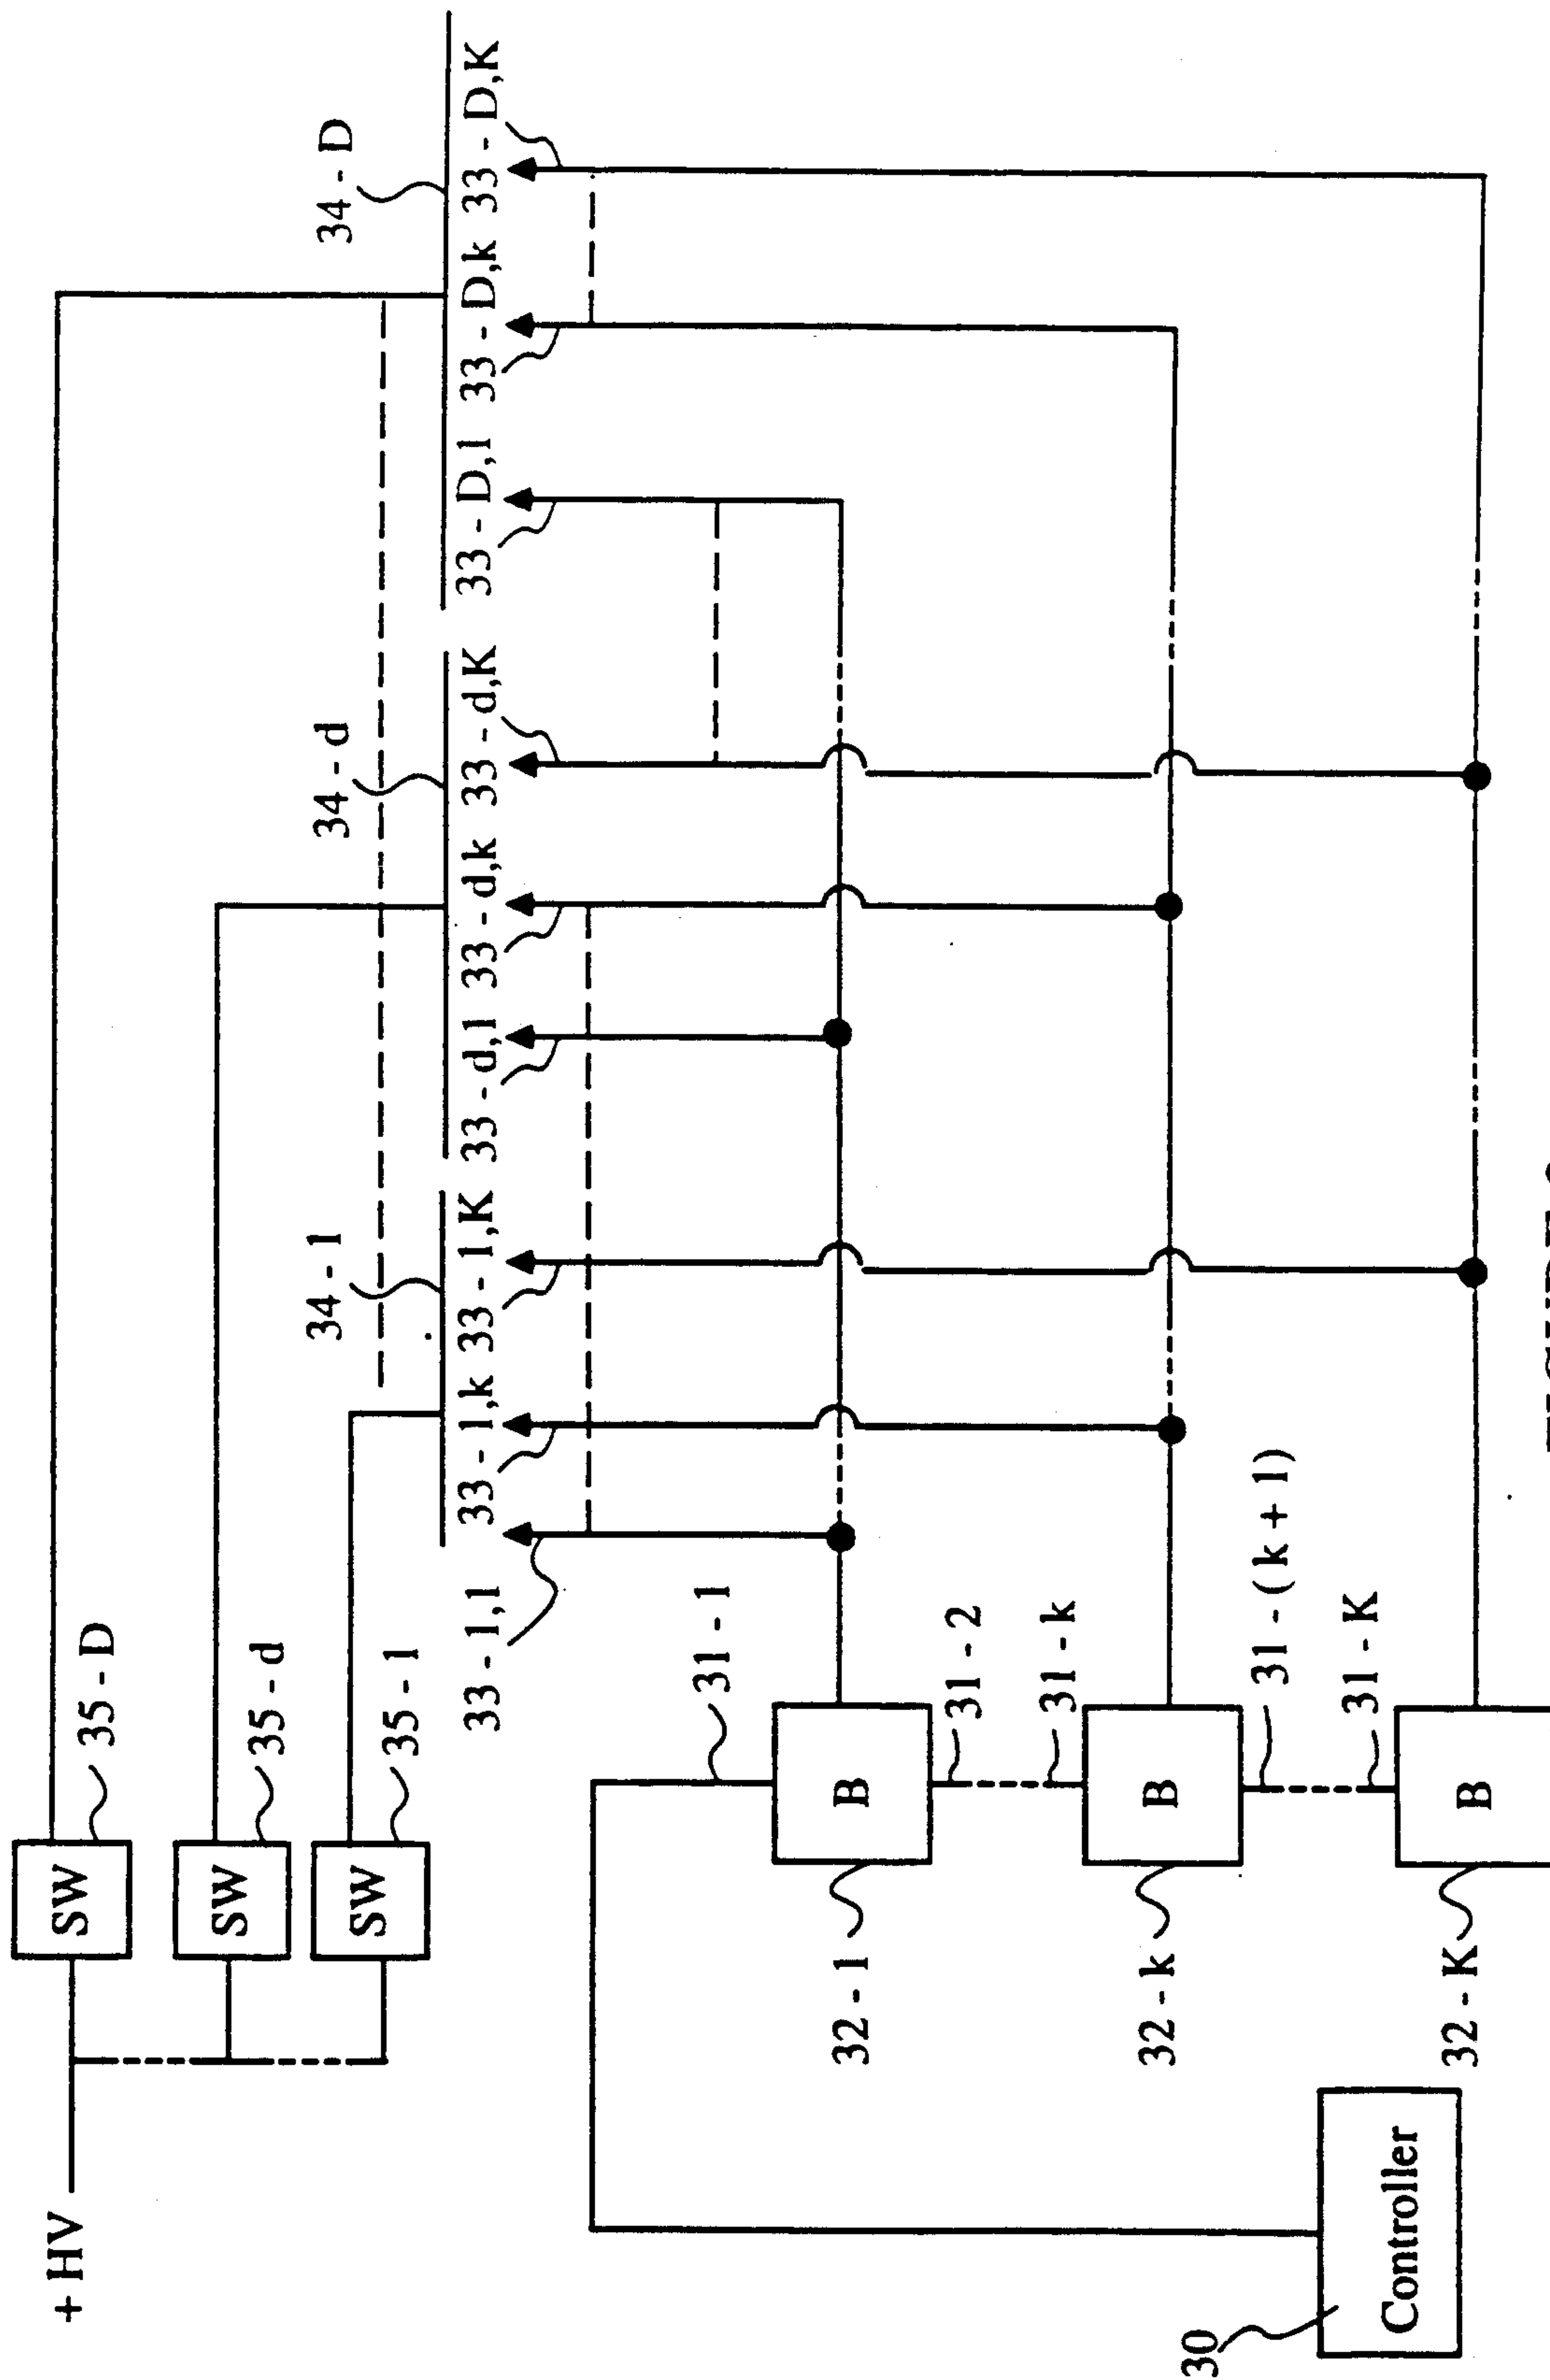 + HV
SW
35 - D
SW
35 - d
SW
35 - 1
34 - 1
34 - d
34 - D
33 - 1,1
33 - 1,k
33 - 1,K
33 - d,1
33 - d,k
33 - d,K
33 - D,1
33 - D,k
33 - D,K
31 - 1
B
32 - 1
31 - 2
31 - k
B
32 - k
31 - ( k + 1 )
31 - K
B
32 - K
30
Controller